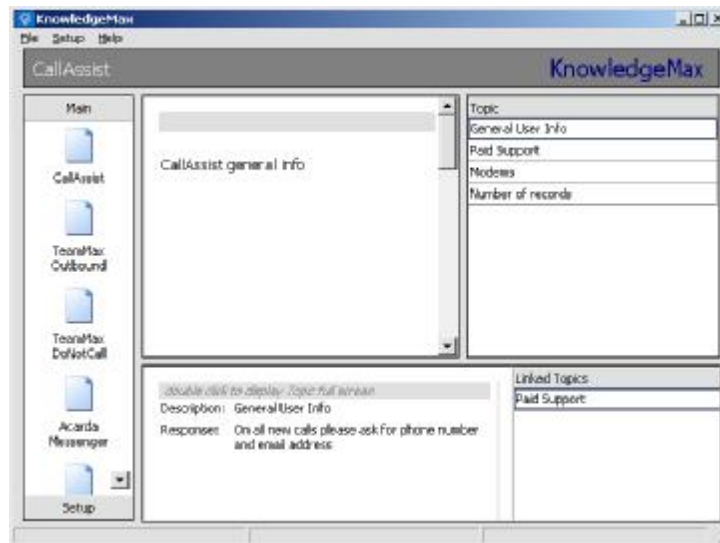 KnowledgeMax
File Setup Help
CallAssist
KnowledgeMax
Main
CallAssist
TeamMax
Outbound
TeamMax
DoNotCall
Acarda
Messenger
Setup
CallAssist general info
Topic
General User Info
Paid Support
Modems
Number of records
double click to display Topic full screen
Description: General User Info
Response: On all new calls please ask for phone number
and email address
Linked Topics
Paid Support